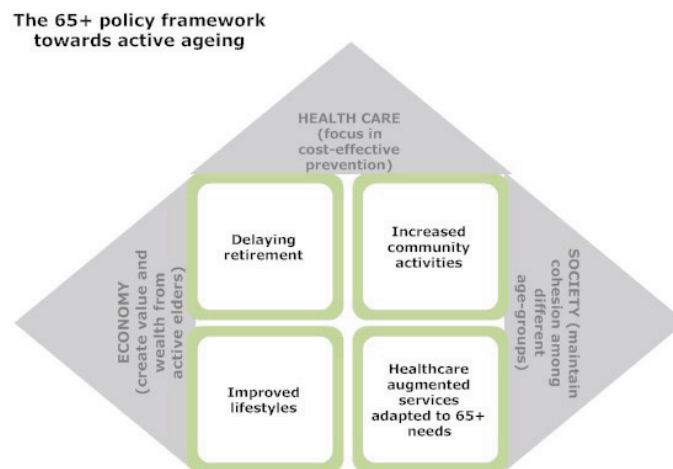 The 65+ policy framework
towards active ageing
HEALTH CARE
(focus in
cost-effective
prevention)
ECONOMY
(create value and
wealth from
active elders)
Delaying
retirement
Increased
community
activities
SOCIETY (maintain
cohesion among
different
age-groups)
Improved
lifestyles
Healthcare
augmented
services
adapted to 65+
needs